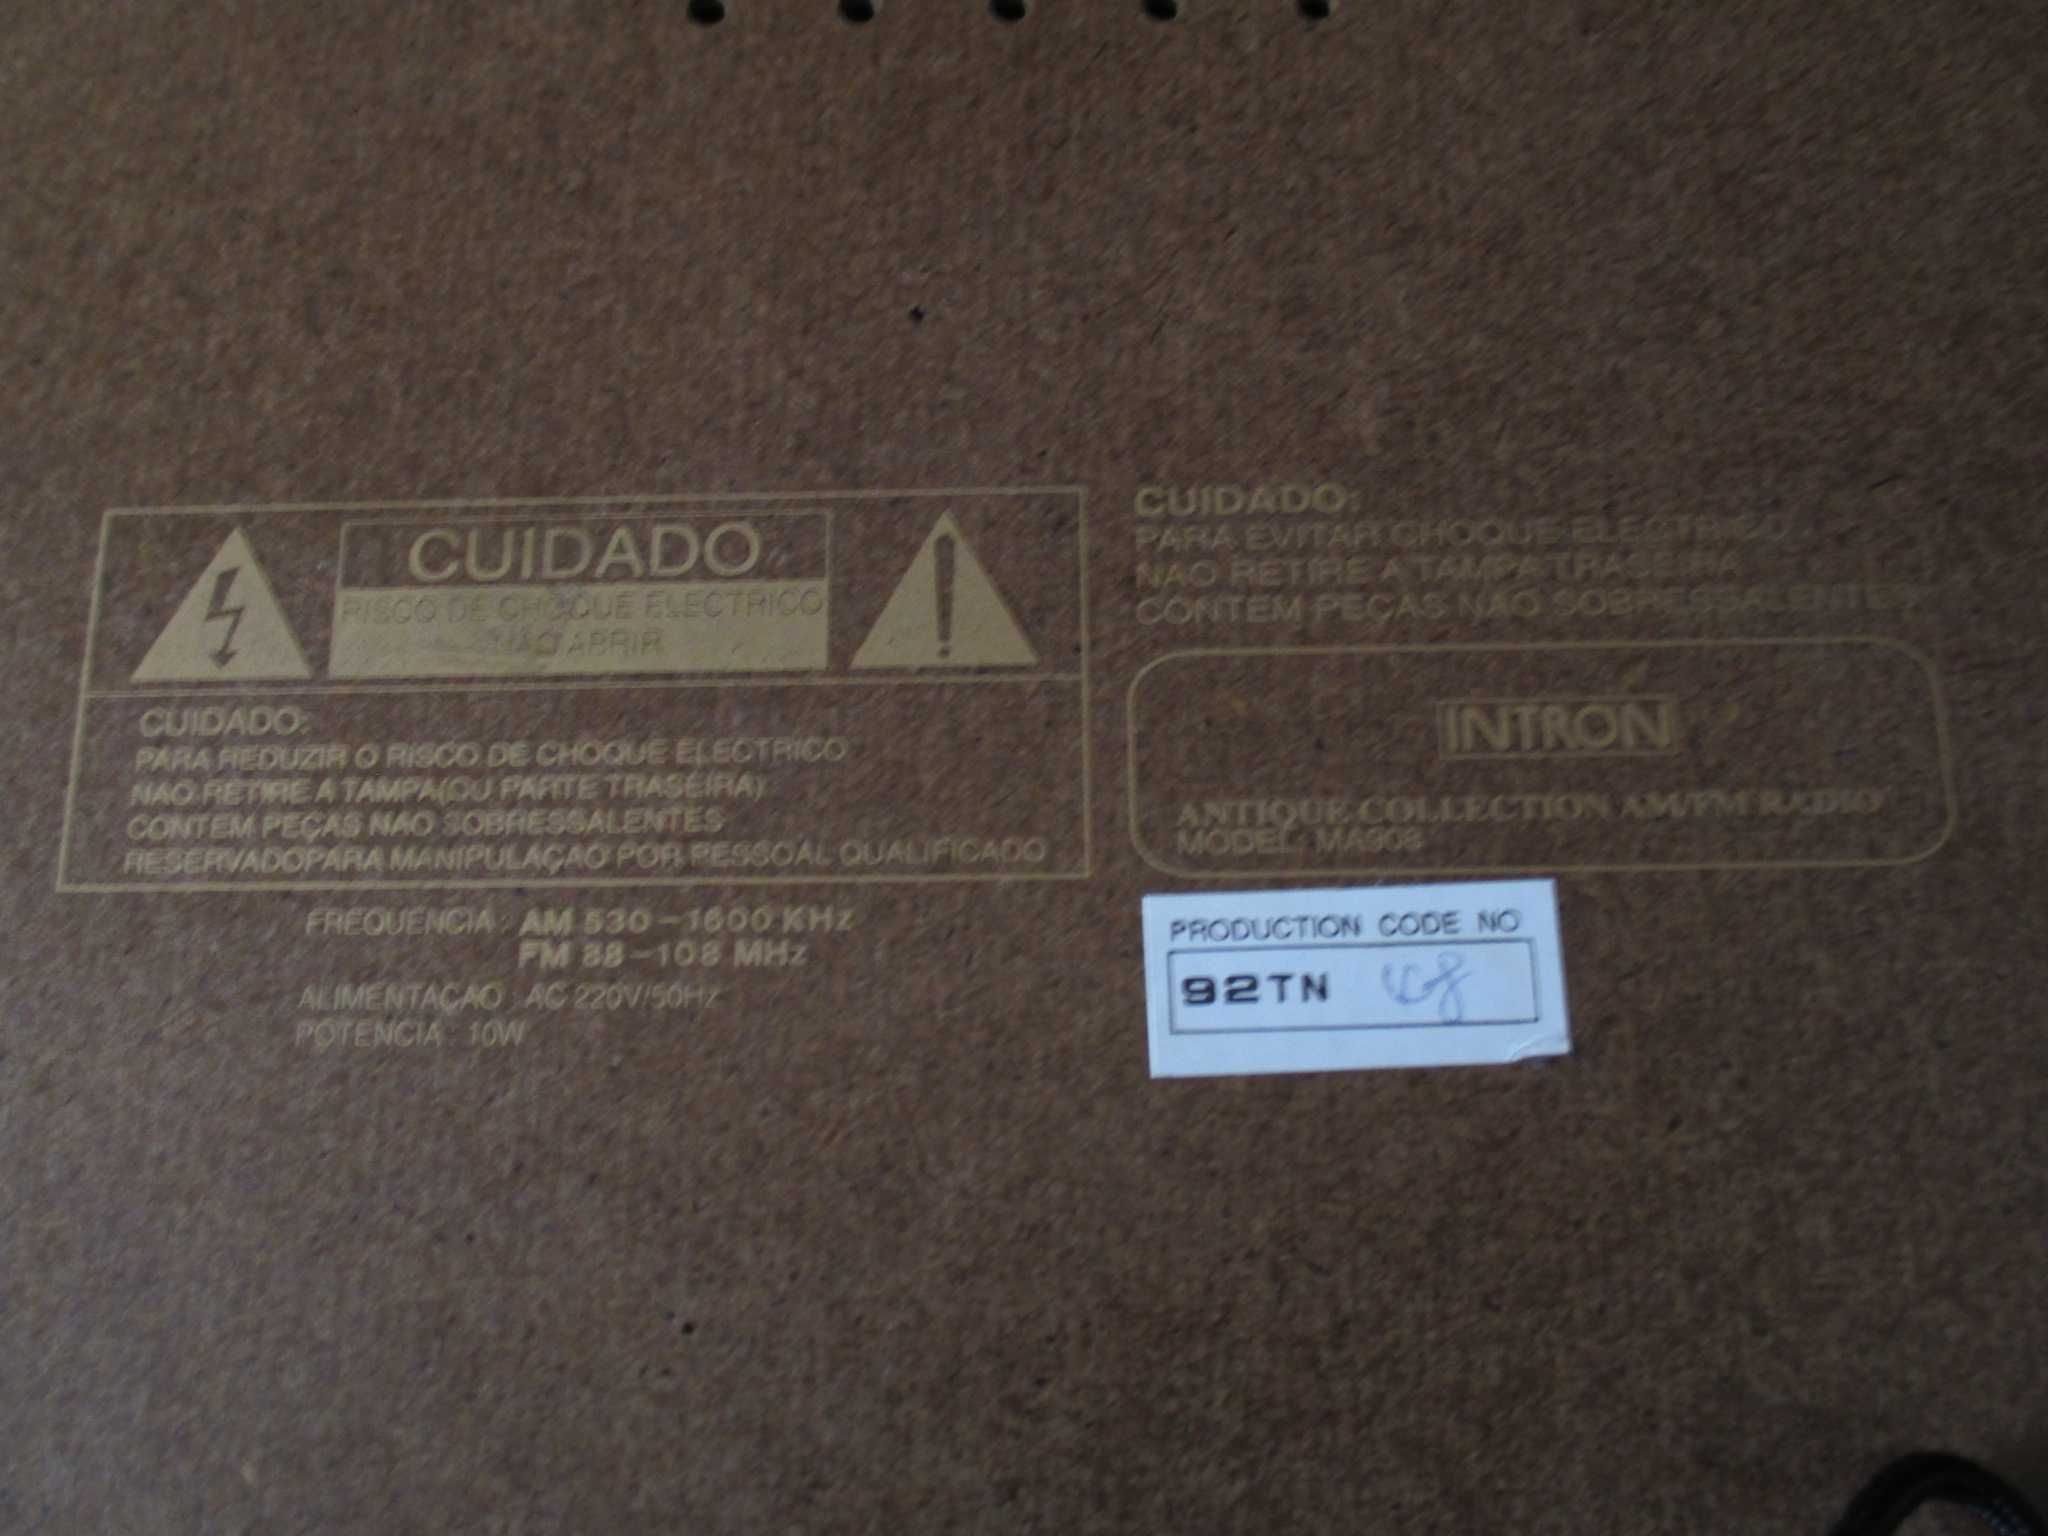 CUIDADO
RISCO DE CHOQUE ELECTRICO
NAO ABRIR
CUIDADO:
PARA REDUZIR O RISCO DE CHOQUE ELECTRICO
NAO RETIRE A TAMPA(OU PARTE TRASEIRA)
CONTEM PEÇAS NAO SOBRESSALENTES
RESERVADOPARA MANIPULAÇAO POR PESSOAL QUALIFICADO
FREQUENCIA : AM 530-1600 KHz
FM 88-108 MHz
ALIMENTAÇAO : AC 220V/50Hz
POTENCIA : 10W
CUIDADO:
PARA EVITAR CHOQUE ELECTRICO
NAO RETIRE A TAMPA TRASEIRA
CONTEM PEÇAS NAO SOBRESSALENTES
INTRON
ANTIQUE COLLECTION AM/FM RADIO
MODEL: MA908
PRODUCTION CODE NO
92TN